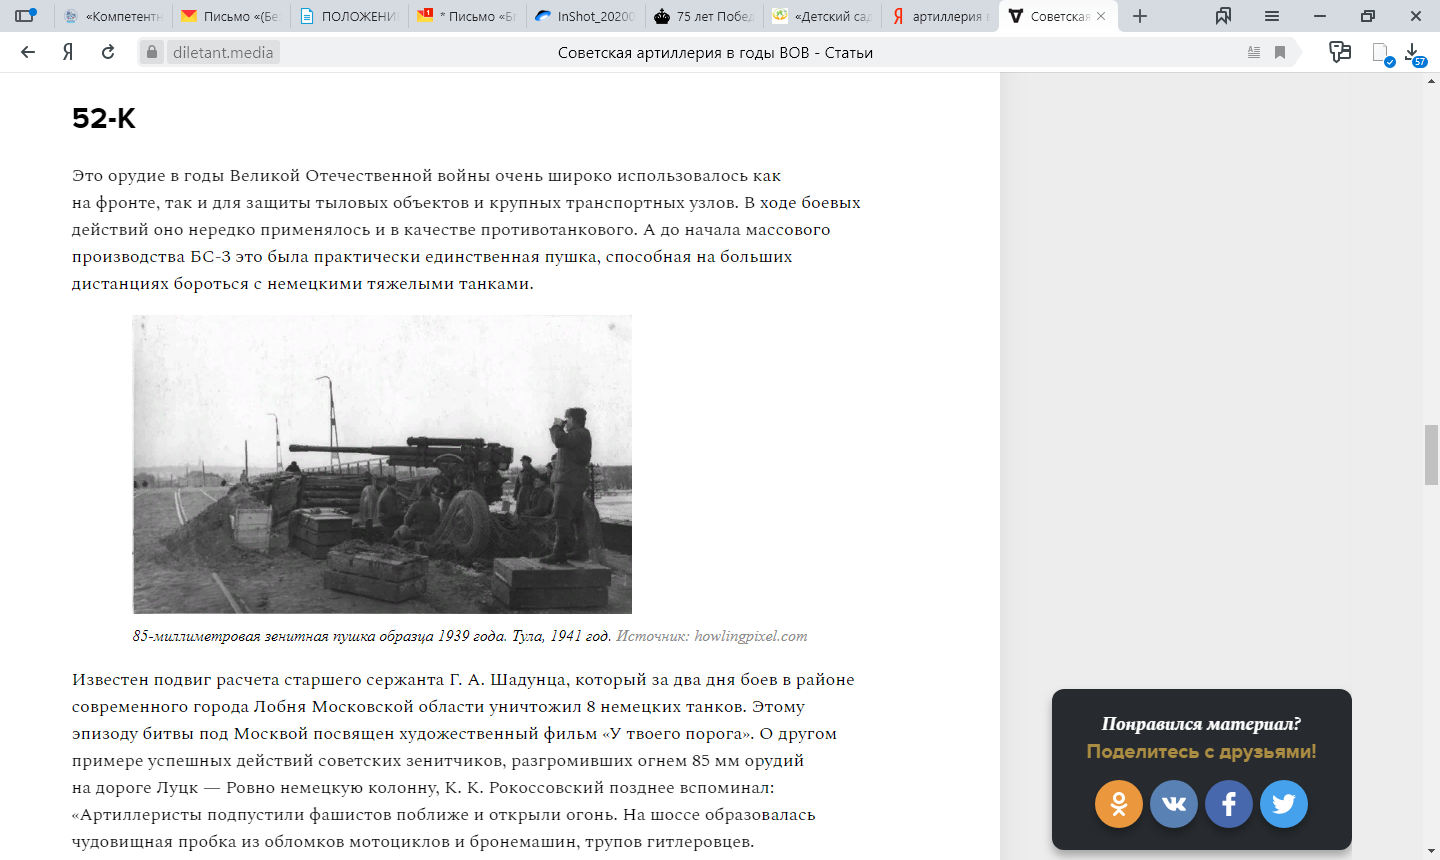 «Компетентн
Письмо «(Бе
ПОЛОЖЕНИ
* Письмо «Б
InShot_2020
75 лет Побед
«Детский сад
артиллерия в
Советская
Я
diletant.media
Советская артиллерия в годы ВОВ - Статьи
57
52-К
Это орудие в годы Великой Отечественной войны очень широко использовалось как
на фронте, так и для защиты тыловых объектов и крупных транспортных узлов. В ходе боевых
действий оно нередко применялось и в качестве противотанкового. А до начала массового
производства БС-3 это была практически единственная пушка, способная на больших
дистанциях бороться с немецкими тяжелыми танками.
85-миллиметровая зенитная пушка образца 1939 года. Тула, 1941 год. Источник: howlingpixel.com
Известен подвиг расчета старшего сержанта Г. А. Шадунца, который за два дня боев в районе
современного города Лобня Московской области уничтожил 8 немецких танков. Этому
эпизоду битвы под Москвой посвящен художественный фильм «У твоего порога». О другом
примере успешных действий советских зенитчиков, разгромивших огнем 85 мм орудий
на дороге Луцк — Ровно немецкую колонну, К. К. Рокоссовский позднее вспоминал:
«Артиллеристы подпустили фашистов поближе и открыли огонь. На шоссе образовалась
чудовищная пробка из обломков мотоциклов и бронемашин, трупов гитлеровцев.
Понравился материал?
Поделитесь с друзьями!